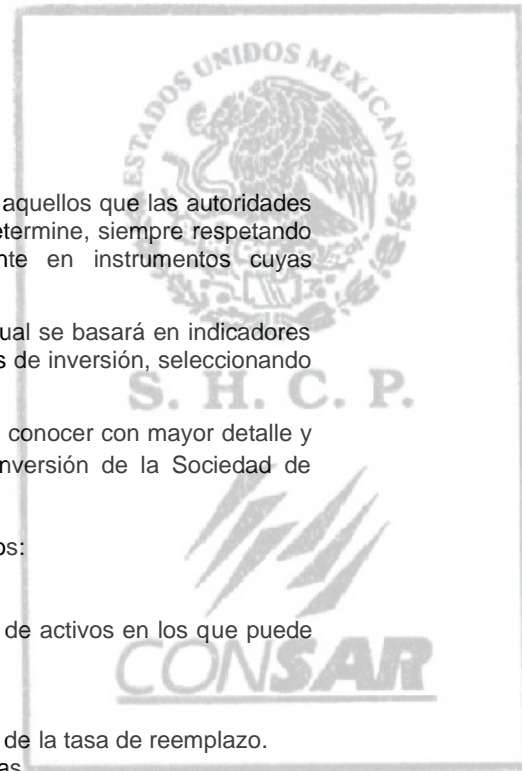 ESTADOS UNIDOS MEXICANOS
aquellos que las autoridades
etermine, siempre respetando
nte en instrumentos cuyas
ual se basará en indicadores
s de inversión, seleccionando
S. H. C. P.
conocer con mayor detalle y
nversión de la Sociedad de
os:
de activos en los que puede
CONSAR
de la tasa de reemplazo.
as